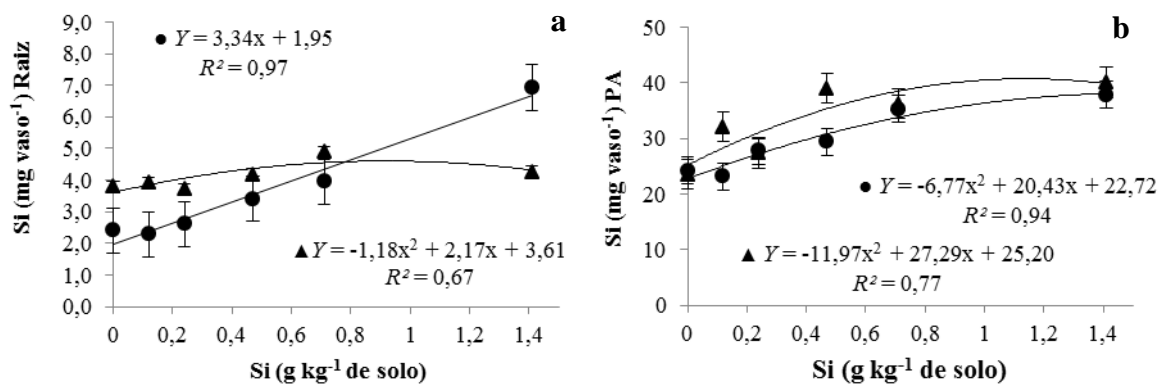 a
Si (mg vaso⁻¹) Raiz
9,0
8,0
7,0
6,0
5,0
4,0
3,0
2,0
1,0
0,0
● Y = 3,34x + 1,95
R² = 0,97
▲ Y = -1,18x² + 2,17x + 3,61
R² = 0,67
0 0,2 0,4 0,6 0,8 1 1,2 1,4
Si (g kg⁻¹ de solo)
b
Si (mg vaso⁻¹) PA
50
40
30
20
10
0
● Y = -6,77x² + 20,43x + 22,72
R² = 0,94
▲ Y = -11,97x² + 27,29x + 25,20
R² = 0,77
0 0,2 0,4 0,6 0,8 1 1,2 1,4
Si (g kg⁻¹ de solo)